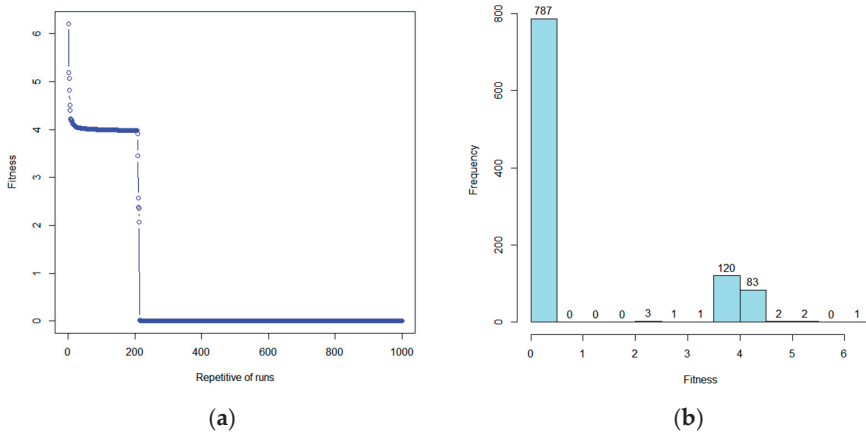 6
5
4
3
2
1
0
Fitness
0 200 400 600 800 1000
Repetitive of runs
(a)
800
600
400
200
0
Frequency
787 0 0 0 3 1 1 120 83 2 2 0 1
0 1 2 3 4 5 6
Fitness
(b)